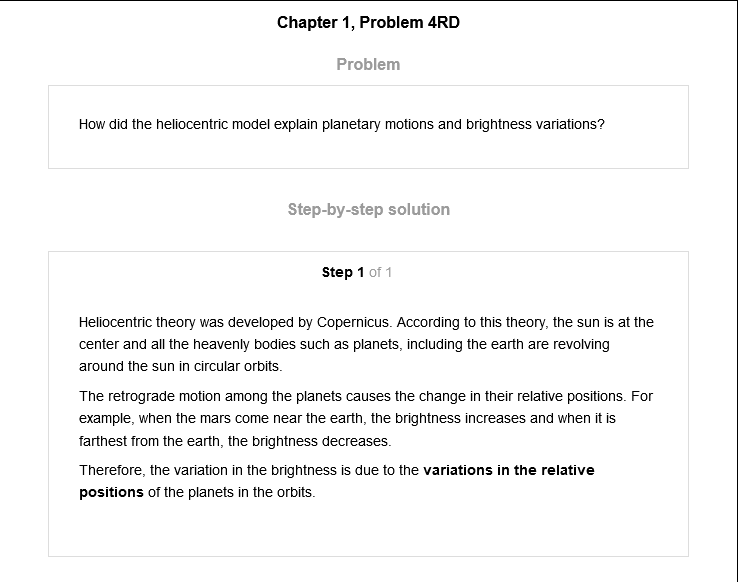 Chapter 1, Problem 4RD
Problem
How did the heliocentric model explain planetary motions and brightness variations?
Step-by-step solution
Step 1 of 1
Heliocentric theory was developed by Copernicus. According to this theory, the sun is at the
center and all the heavenly bodies such as planets, including the earth are revolving
around the sun in circular orbits.
The retrograde motion among the planets causes the change in their relative positions. For
example, when the mars come near the earth, the brightness increases and when it is
farthest from the earth, the brightness decreases.
Therefore, the variation in the brightness is due to the variations in the relative
positions of the planets in the orbits.